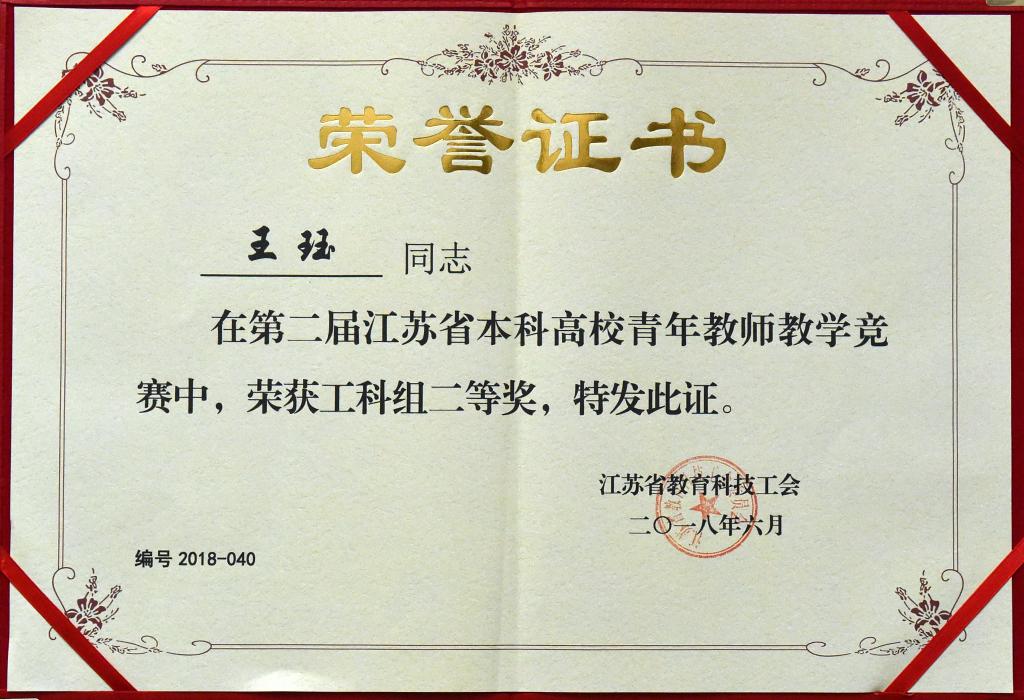 荣誉证书
王珏 同志
在第二届江苏省本科高校青年教师教学竞
赛中，荣获工科组二等奖，特发此证。
江苏省教育科技工会
二〇一八年六月
编号 2018-040